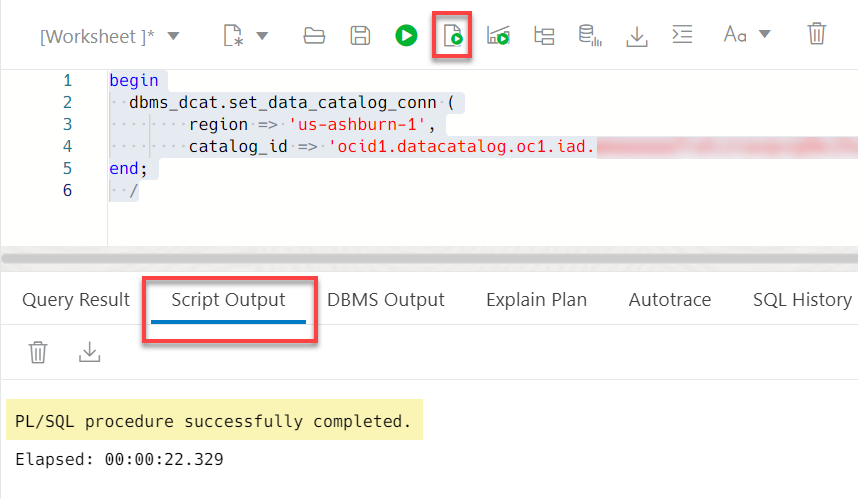 [Worksheet ]*
Aa
1 begin
2 dbms_dcat.set_data_catalog_conn (
3 region => 'us-ashburn-1',
4 catalog_id => 'ocid1.datacatalog.oc1.iad.
5 end;
6 /
Query Result Script Output DBMS Output Explain Plan Autotrace SQL History
PL/SQL procedure successfully completed.
Elapsed: 00:00:22.329